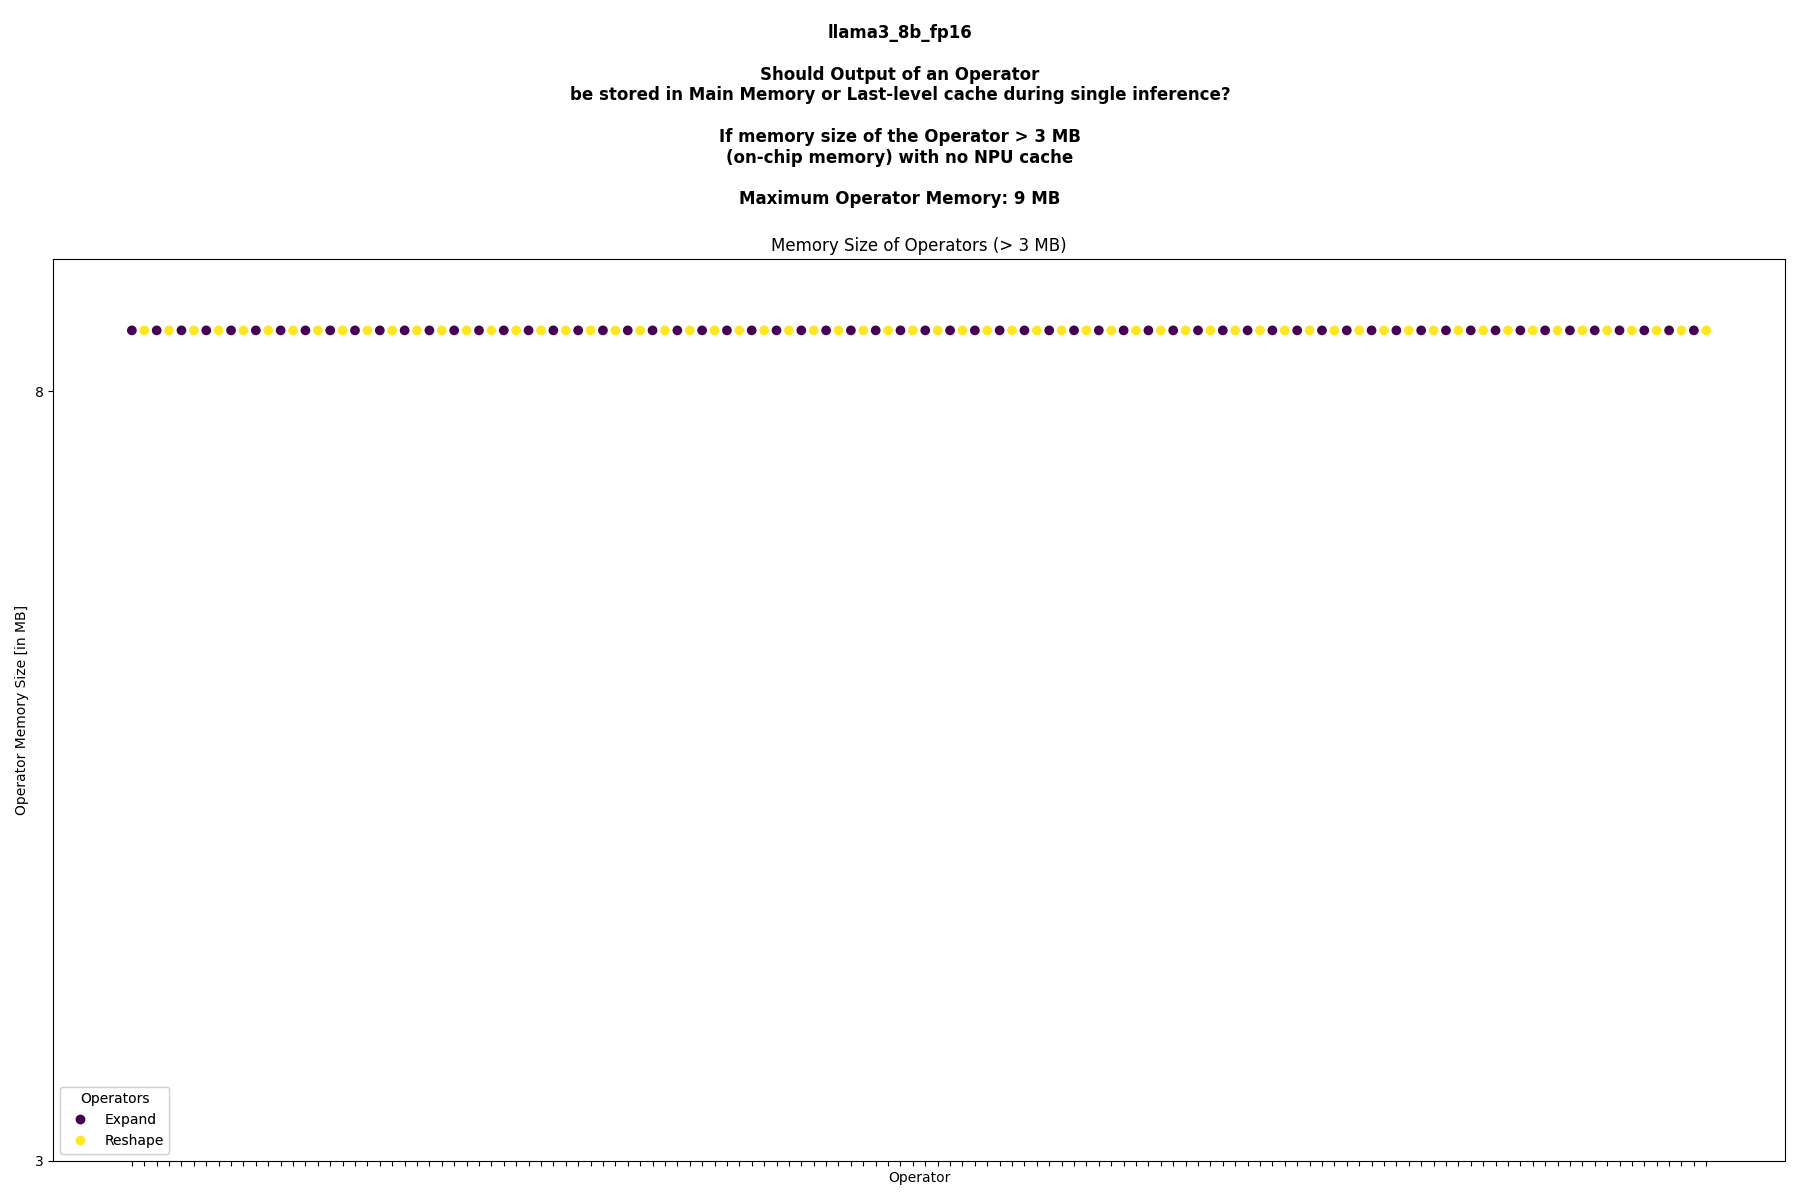 llama3_8b_fp16
Should Output of an Operator
be stored in Main Memory or Last-level cache during single inference?
If memory size of the Operator > 3 MB
(on-chip memory) with no NPU cache
Maximum Operator Memory: 9 MB
Memory Size of Operators (> 3 MB)
8
Operator Memory Size [in MB]
Operators
Expand
Reshape
3
Operator